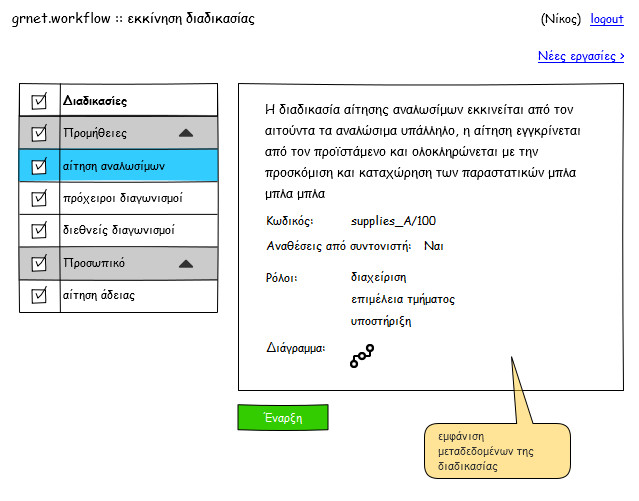 grnet.workflow :: εκκίνηση διαδικασίας
(Νίκος) logout
Νέες εργασίες >
Διαδικασίες
Προμήθειες
αίτηση αναλωσίμων
πρόχειροι διαγωνισμοί
διεθνείς διαγωνισμοί
Προσωπικό
αίτηση άδειας
Η διαδικασία αίτησης αναλωσίμων εκκινείται από τον
αιτούντα τα αναλώσιμα υπάλληλο, η αίτηση εγγκρίνεται
από τον προϊστάμενο και ολοκληρώνεται με την
προσκόμιση και καταχώρηση των παραστατικών μπλα
μπλα μπλα
Κωδικός: supplies_A/100
Αναθέσεις από συντονιστή: Ναι
Ρόλοι: διαχείριση
επιμέλεια τμήματος
υποστήριξη
Διάγραμμα:
Έναρξη
εμφάνιση
μεταδεδομένων της
διαδικασίας